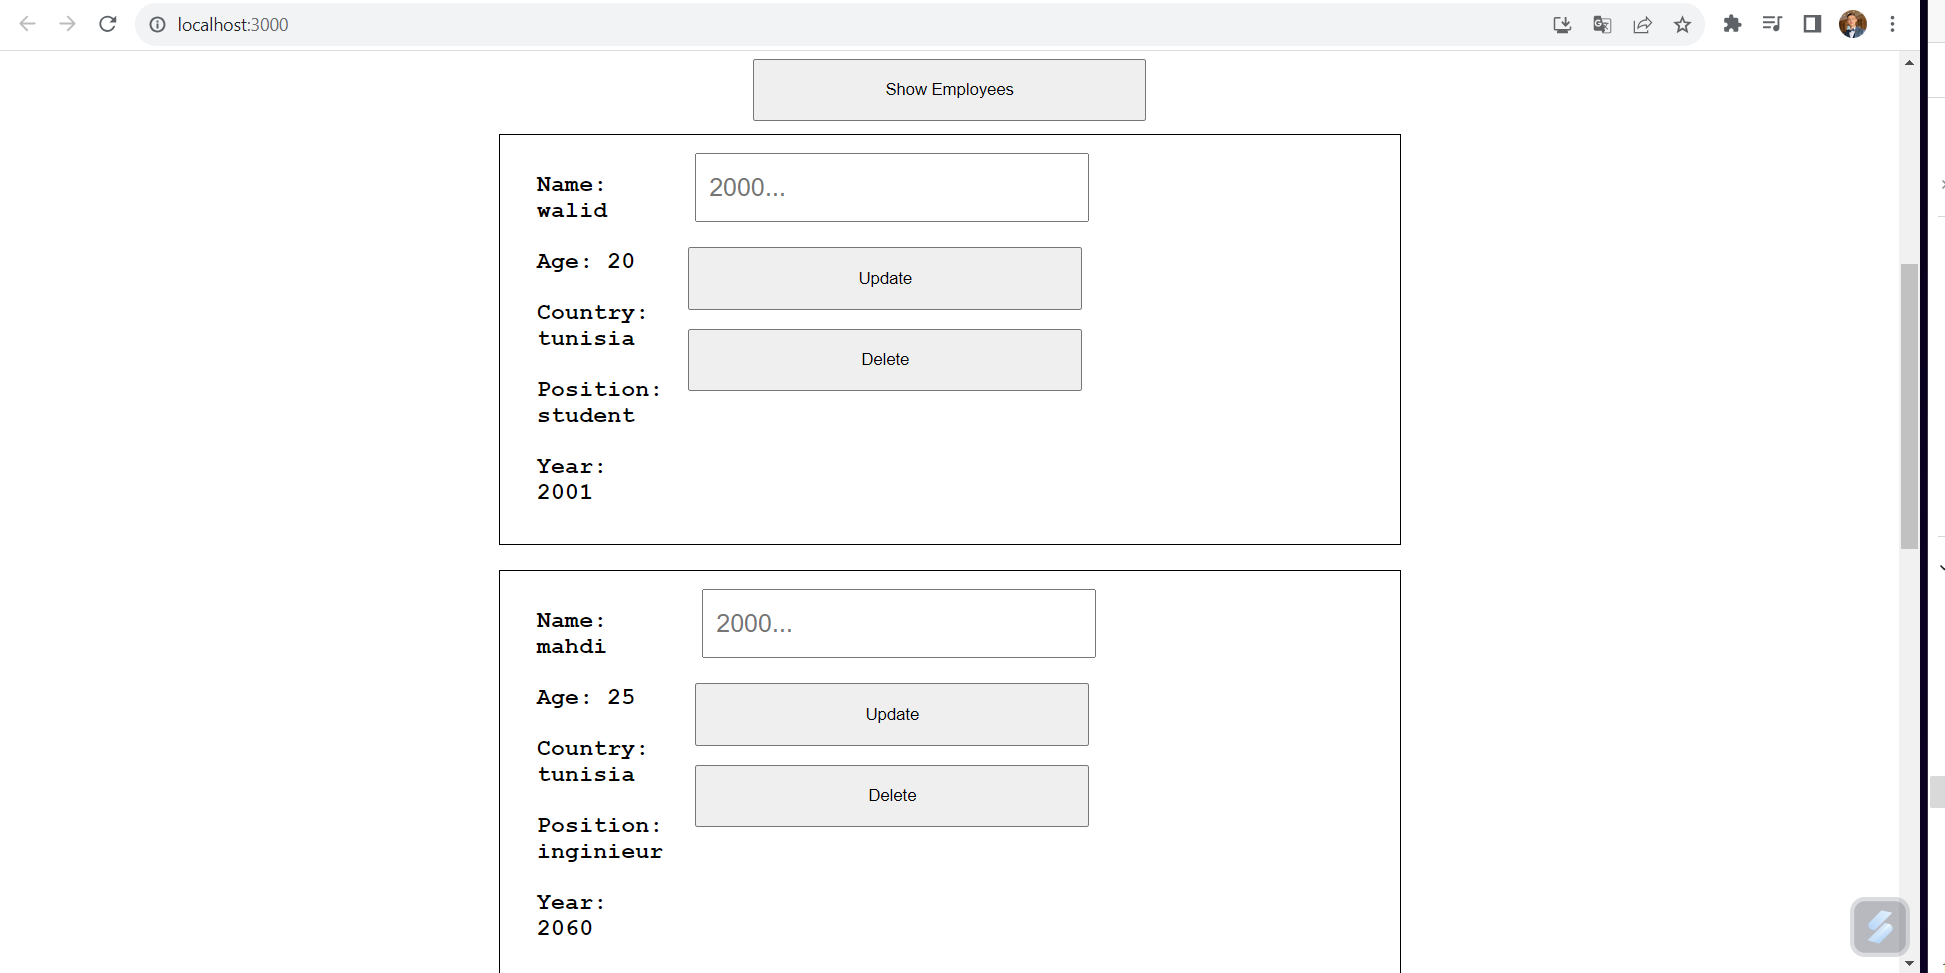 localhost:3000
Show Employees
Name:
walid
2000...
Age: 20
Update
Country:
tunisia
Delete
Position:
student
Year:
2001
Name:
mahdi
2000...
Age: 25
Update
Country:
tunisia
Delete
Position:
inginieur
Year:
2060